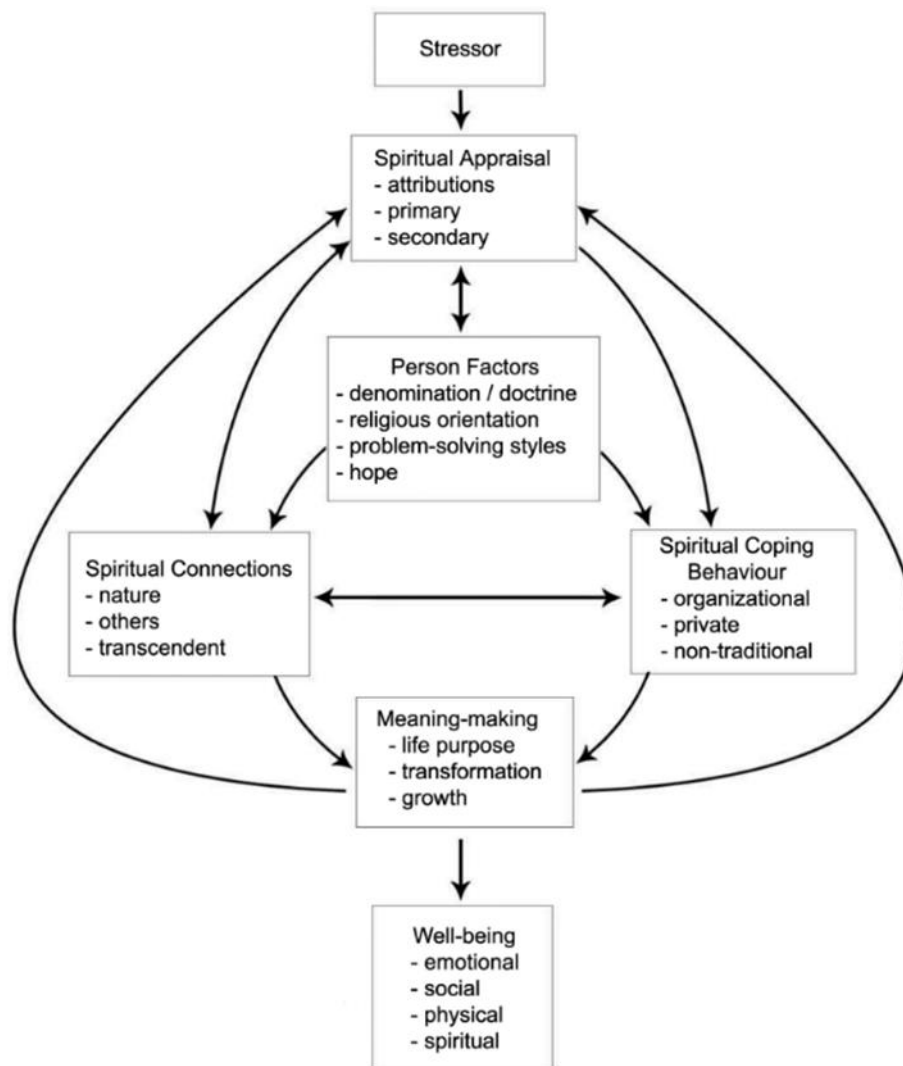 Stressor
Spiritual Appraisal
- attributions
- primary
- secondary
Person Factors
- denomination / doctrine
- religious orientation
- problem-solving styles
- hope
Spiritual Connections
- nature
- others
- transcendent
Spiritual Coping
Behaviour
- organizational
- private
- non-traditional
Meaning-making
- life purpose
- transformation
- growth
Well-being
- emotional
- social
- physical
- spiritual